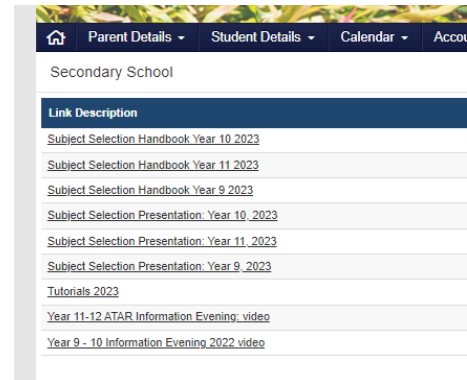 Parent Details Student Details Calendar
Secondary School
Link Description
Subject Selection Handbook Year 10 2023
Subject Selection Handbook Year 11 2023
Subject Selection Handbook Year 9 2023
Subject Selection Presentation: Year 10, 2023
Subject Selection Presentation: Year 11, 2023
Subject Selection Presentation: Year 9, 2023
Tutorials 2023
Year 11-12 ATAR Information Evening: video
Year 9 - 10 Information Evening 2022 video